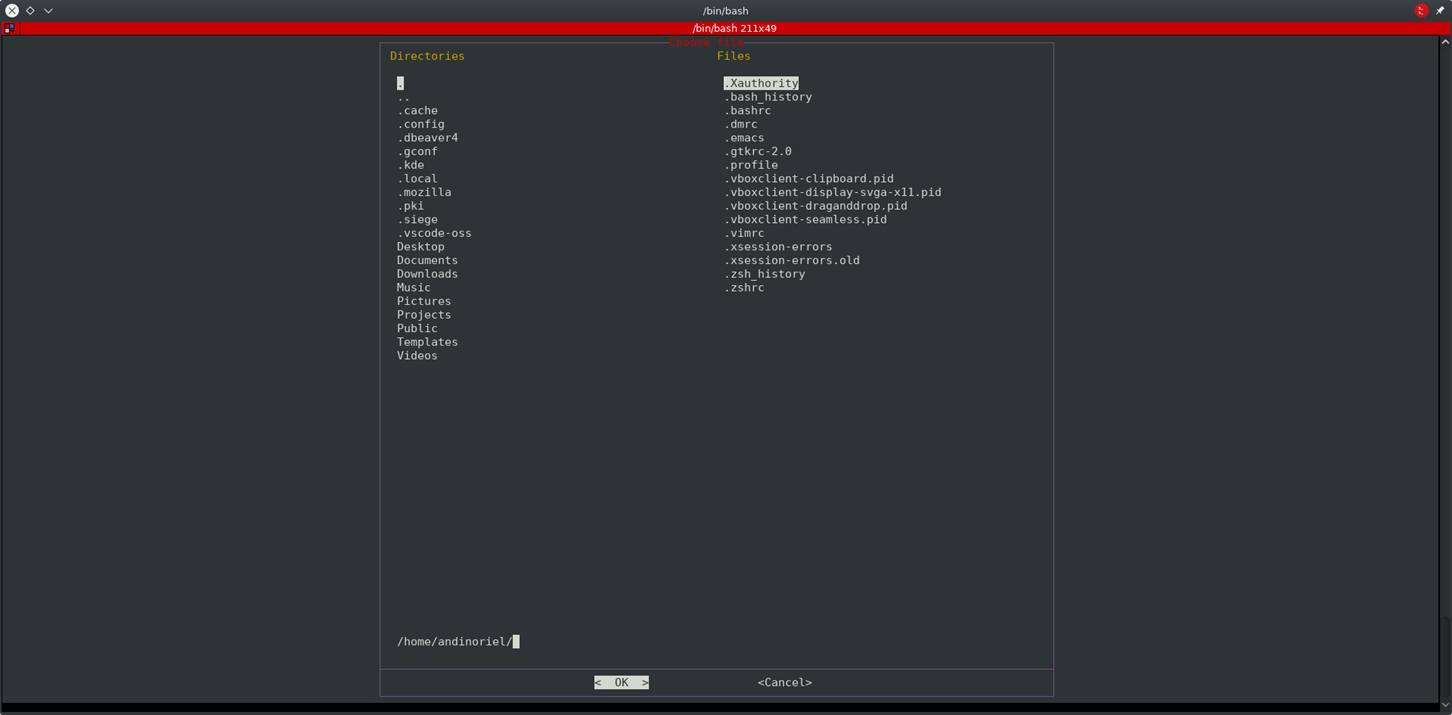 /bin/bash
/bin/bash 211x49
Choose file
Directories
Files
.
..
.cache
.config
.dbeaver4
.gconf
.kde
.local
.mozilla
.pki
.siege
.vscode-oss
Desktop
Documents
Downloads
Music
Pictures
Projects
Public
Templates
Videos
.Xauthority
.bash_history
.bashrc
.dmrc
.emacs
.gtkrc-2.0
.profile
.vboxclient-clipboard.pid
.vboxclient-display-svga-x11.pid
.vboxclient-draganddrop.pid
.vboxclient-seamless.pid
.vimrc
.xsession-errors
.xsession-errors.old
.zsh_history
.zshrc
/home/andinoriel/
<  OK  >
<Cancel>